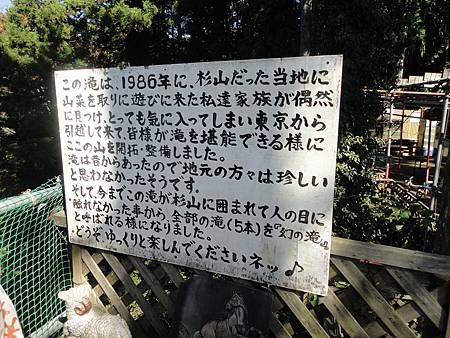 この滝は、1986年に、杉山だった当地に
山菜を取りに遊びに来た私達家族が偶然
に見つけ、とっても気に入ってしまい東京から
引越して来て、皆様が滝を堪能できる様に
ここの山を開拓・整備しました。
滝は昔からあったので地元の方々は珍しい
と思わなかったそうです。
そして、今までこの滝が杉山に囲まれて人の目に
触れなかった事から、全部の滝(5本)を『幻の滝』
と呼ばれる様になりました。
どうぞゆっくりと楽しんでくださいネッ♪